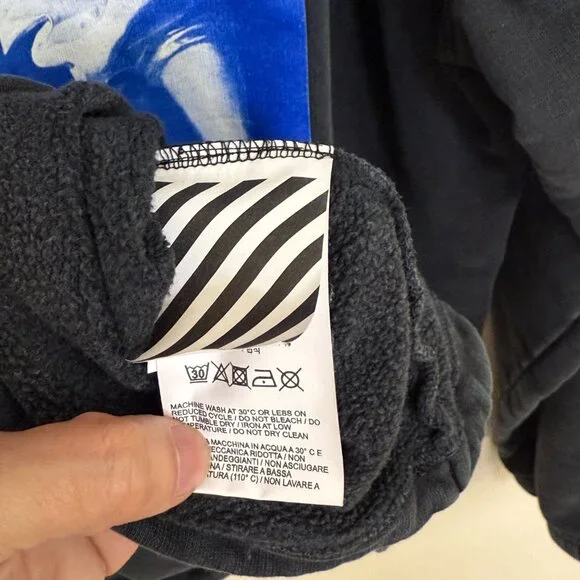 30
MACHINE WASH AT 30°C OR LESS ON
REDUCED CYCLE / DO NOT BLEACH / DO
NOT TUMBLE DRY / IRON AT LOW
TEMPERATURE / DO NOT DRY CLEAN
A MACCHINA IN ACQUA A 30° C E
MECCANICA RIDOTTA / NON
CANDEGGIANTI / NON ASCIUGARE
STIRARE A BASSA
(110° C) / NON LAVARE A